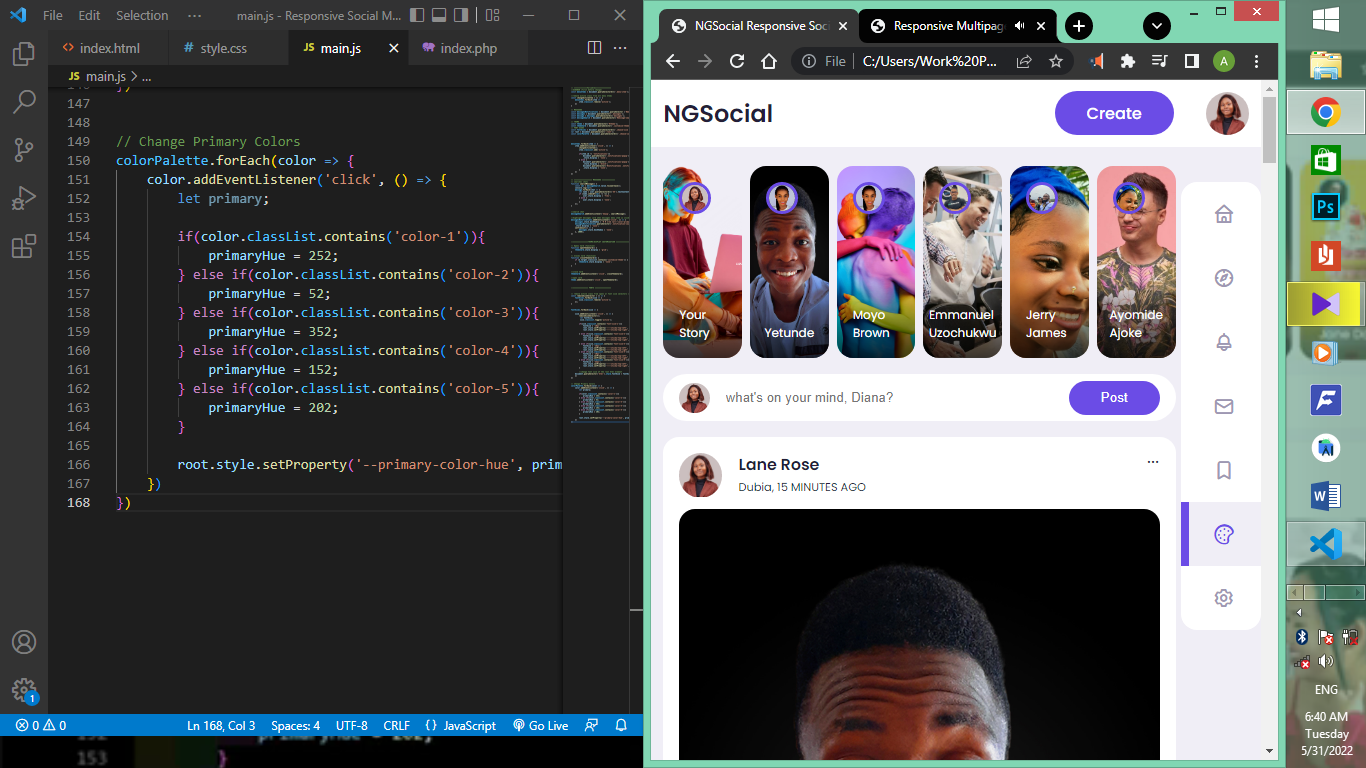 File Edit Selection ··· main.js - Responsive Social M...
index.html style.css JS main.js index.php
JS main.js > ...
147
148
149 // Change Primary Colors
150 colorPalette.forEach(color => {
151 color.addEventListener('click', () => {
152 let primary;
153
154 if(color.classList.contains('color-1')){
155 primaryHue = 252;
156 } else if(color.classList.contains('color-2')){
157 primaryHue = 52;
158 } else if(color.classList.contains('color-3')){
159 primaryHue = 352;
160 } else if(color.classList.contains('color-4')){
161 primaryHue = 152;
162 } else if(color.classList.contains('color-5')){
163 primaryHue = 202;
164 }
165
166 root.style.setProperty('--primary-color-hue', prim
167 })
168 })
1
0 0 Ln 168, Col 3 Spaces: 4 UTF-8 CRLF {} JavaScript Go Live
153 }
NGSocial Responsive Soc
Responsive Multipag
File C:/Users/Work%20P... A
NGSocial Create
Your
Story
Yetunde
Moyo
Brown
Emmanuel
Uzochukwu
Jerry
James
Ayomide
Ajoke
what's on your mind, Diana? Post
Lane Rose ...
Dubia, 15 MINUTES AGO
Ps
ENG
6:40 AM
Tuesday
5/31/2022